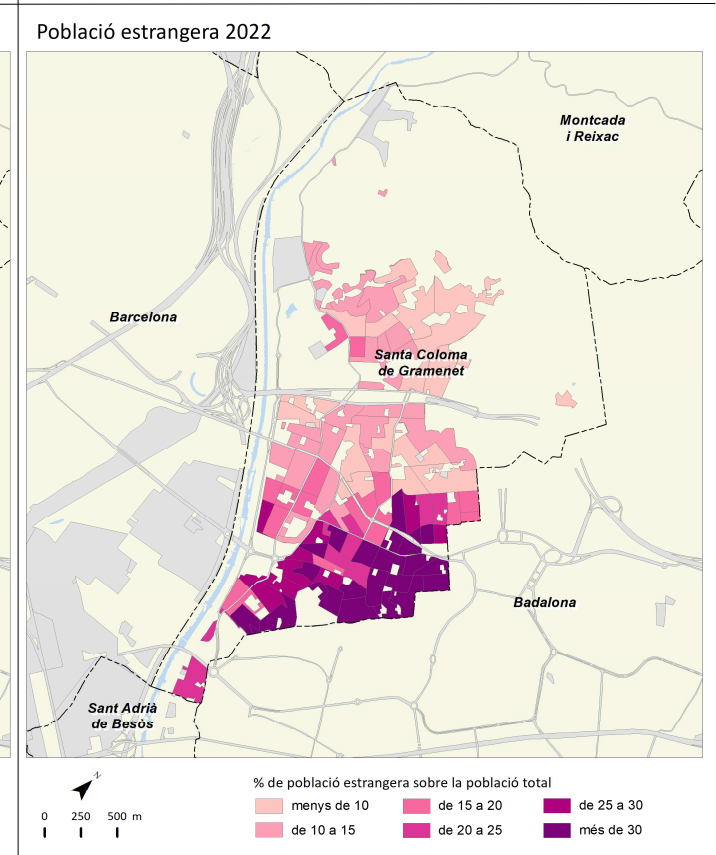 Població estrangera 2022
Montcada
i Reixac
Barcelona
Santa Coloma
de Gramenet
Badalona
Sant Adrià
de Besòs
N
0 250 500 m
% de població estrangera sobre la població total
menys de 10
de 15 a 20
de 25 a 30
de 10 a 15
de 20 a 25
més de 30